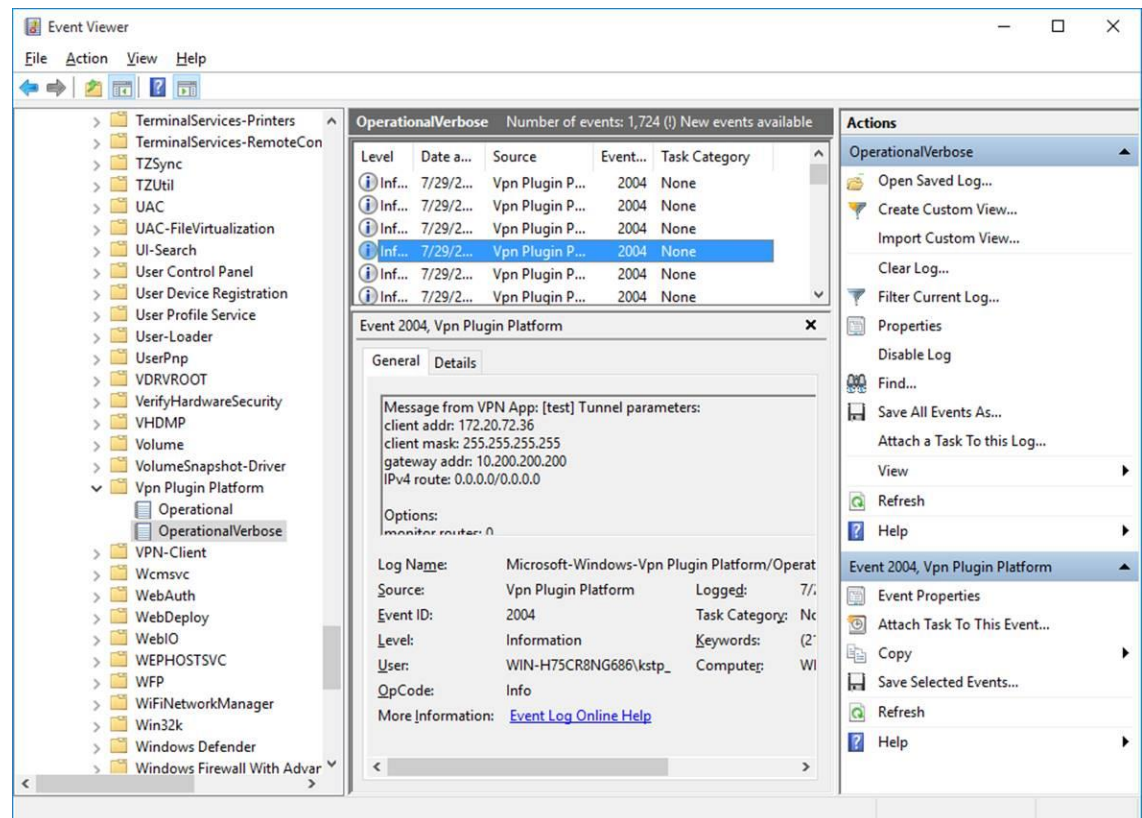 Event Viewer
File Action View Help
TerminalServices-Printers
TerminalServices-RemoteCon
TZSync
TZUtil
UAC
UAC-FileVirtualization
UI-Search
User Control Panel
User Device Registration
User Profile Service
User-Loader
UserPnp
VDRVROOT
VerifyHardwareSecurity
VHDMP
Volume
VolumeSnapshot-Driver
Vpn Plugin Platform
Operational
OperationalVerbose
VPN-Client
Wcmsvc
WebAuth
WebDeploy
WebIO
WEPHOSTSVC
WFP
WiFiNetworkManager
Win32k
Windows Defender
Windows Firewall With Advar
OperationalVerbose Number of events: 1,724 (!) New events available
Level Date a... Source Event... Task Category
Inf... 7/29/2... Vpn Plugin P... 2004 None
Inf... 7/29/2... Vpn Plugin P... 2004 None
Inf... 7/29/2... Vpn Plugin P... 2004 None
Inf... 7/29/2... Vpn Plugin P... 2004 None
Inf... 7/29/2... Vpn Plugin P... 2004 None
Inf... 7/29/2... Vpn Plugin P... 2004 None
Event 2004, Vpn Plugin Platform
General Details
Message from VPN App: [test] Tunnel parameters:
client addr: 172.20.72.36
client mask: 255.255.255.255
gateway addr: 10.200.200.200
IPv4 route: 0.0.0.0/0.0.0.0
Options:
monitor routes: 0
Log Name: Microsoft-Windows-Vpn Plugin Platform/Operat
Source: Vpn Plugin Platform Logged: 7/
Event ID: 2004 Task Category: Nc
Level: Information Keywords: (2
User: WIN-H75CR8NG686\kstp_ Computer: WI
OpCode: Info
More Information: Event Log Online Help
Actions
OperationalVerbose
Open Saved Log...
Create Custom View...
Import Custom View...
Clear Log...
Filter Current Log...
Properties
Disable Log
Find...
Save All Events As...
Attach a Task To this Log...
View
Refresh
Help
Event 2004, Vpn Plugin Platform
Event Properties
Attach Task To This Event...
Copy
Save Selected Events...
Refresh
Help